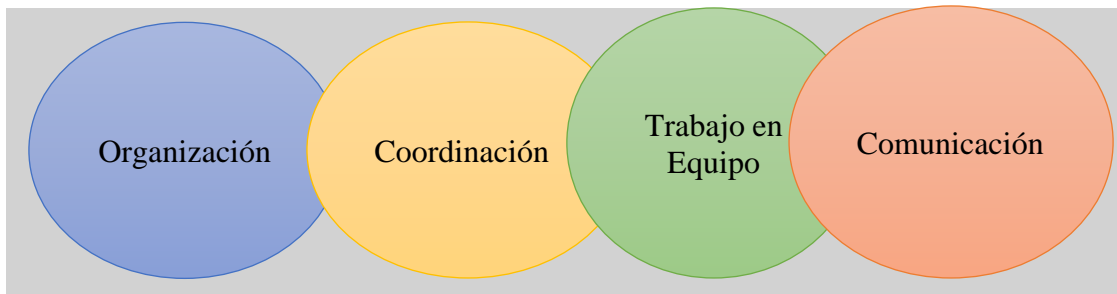 Organización
Coordinación
Trabajo en
Equipo
Comunicación